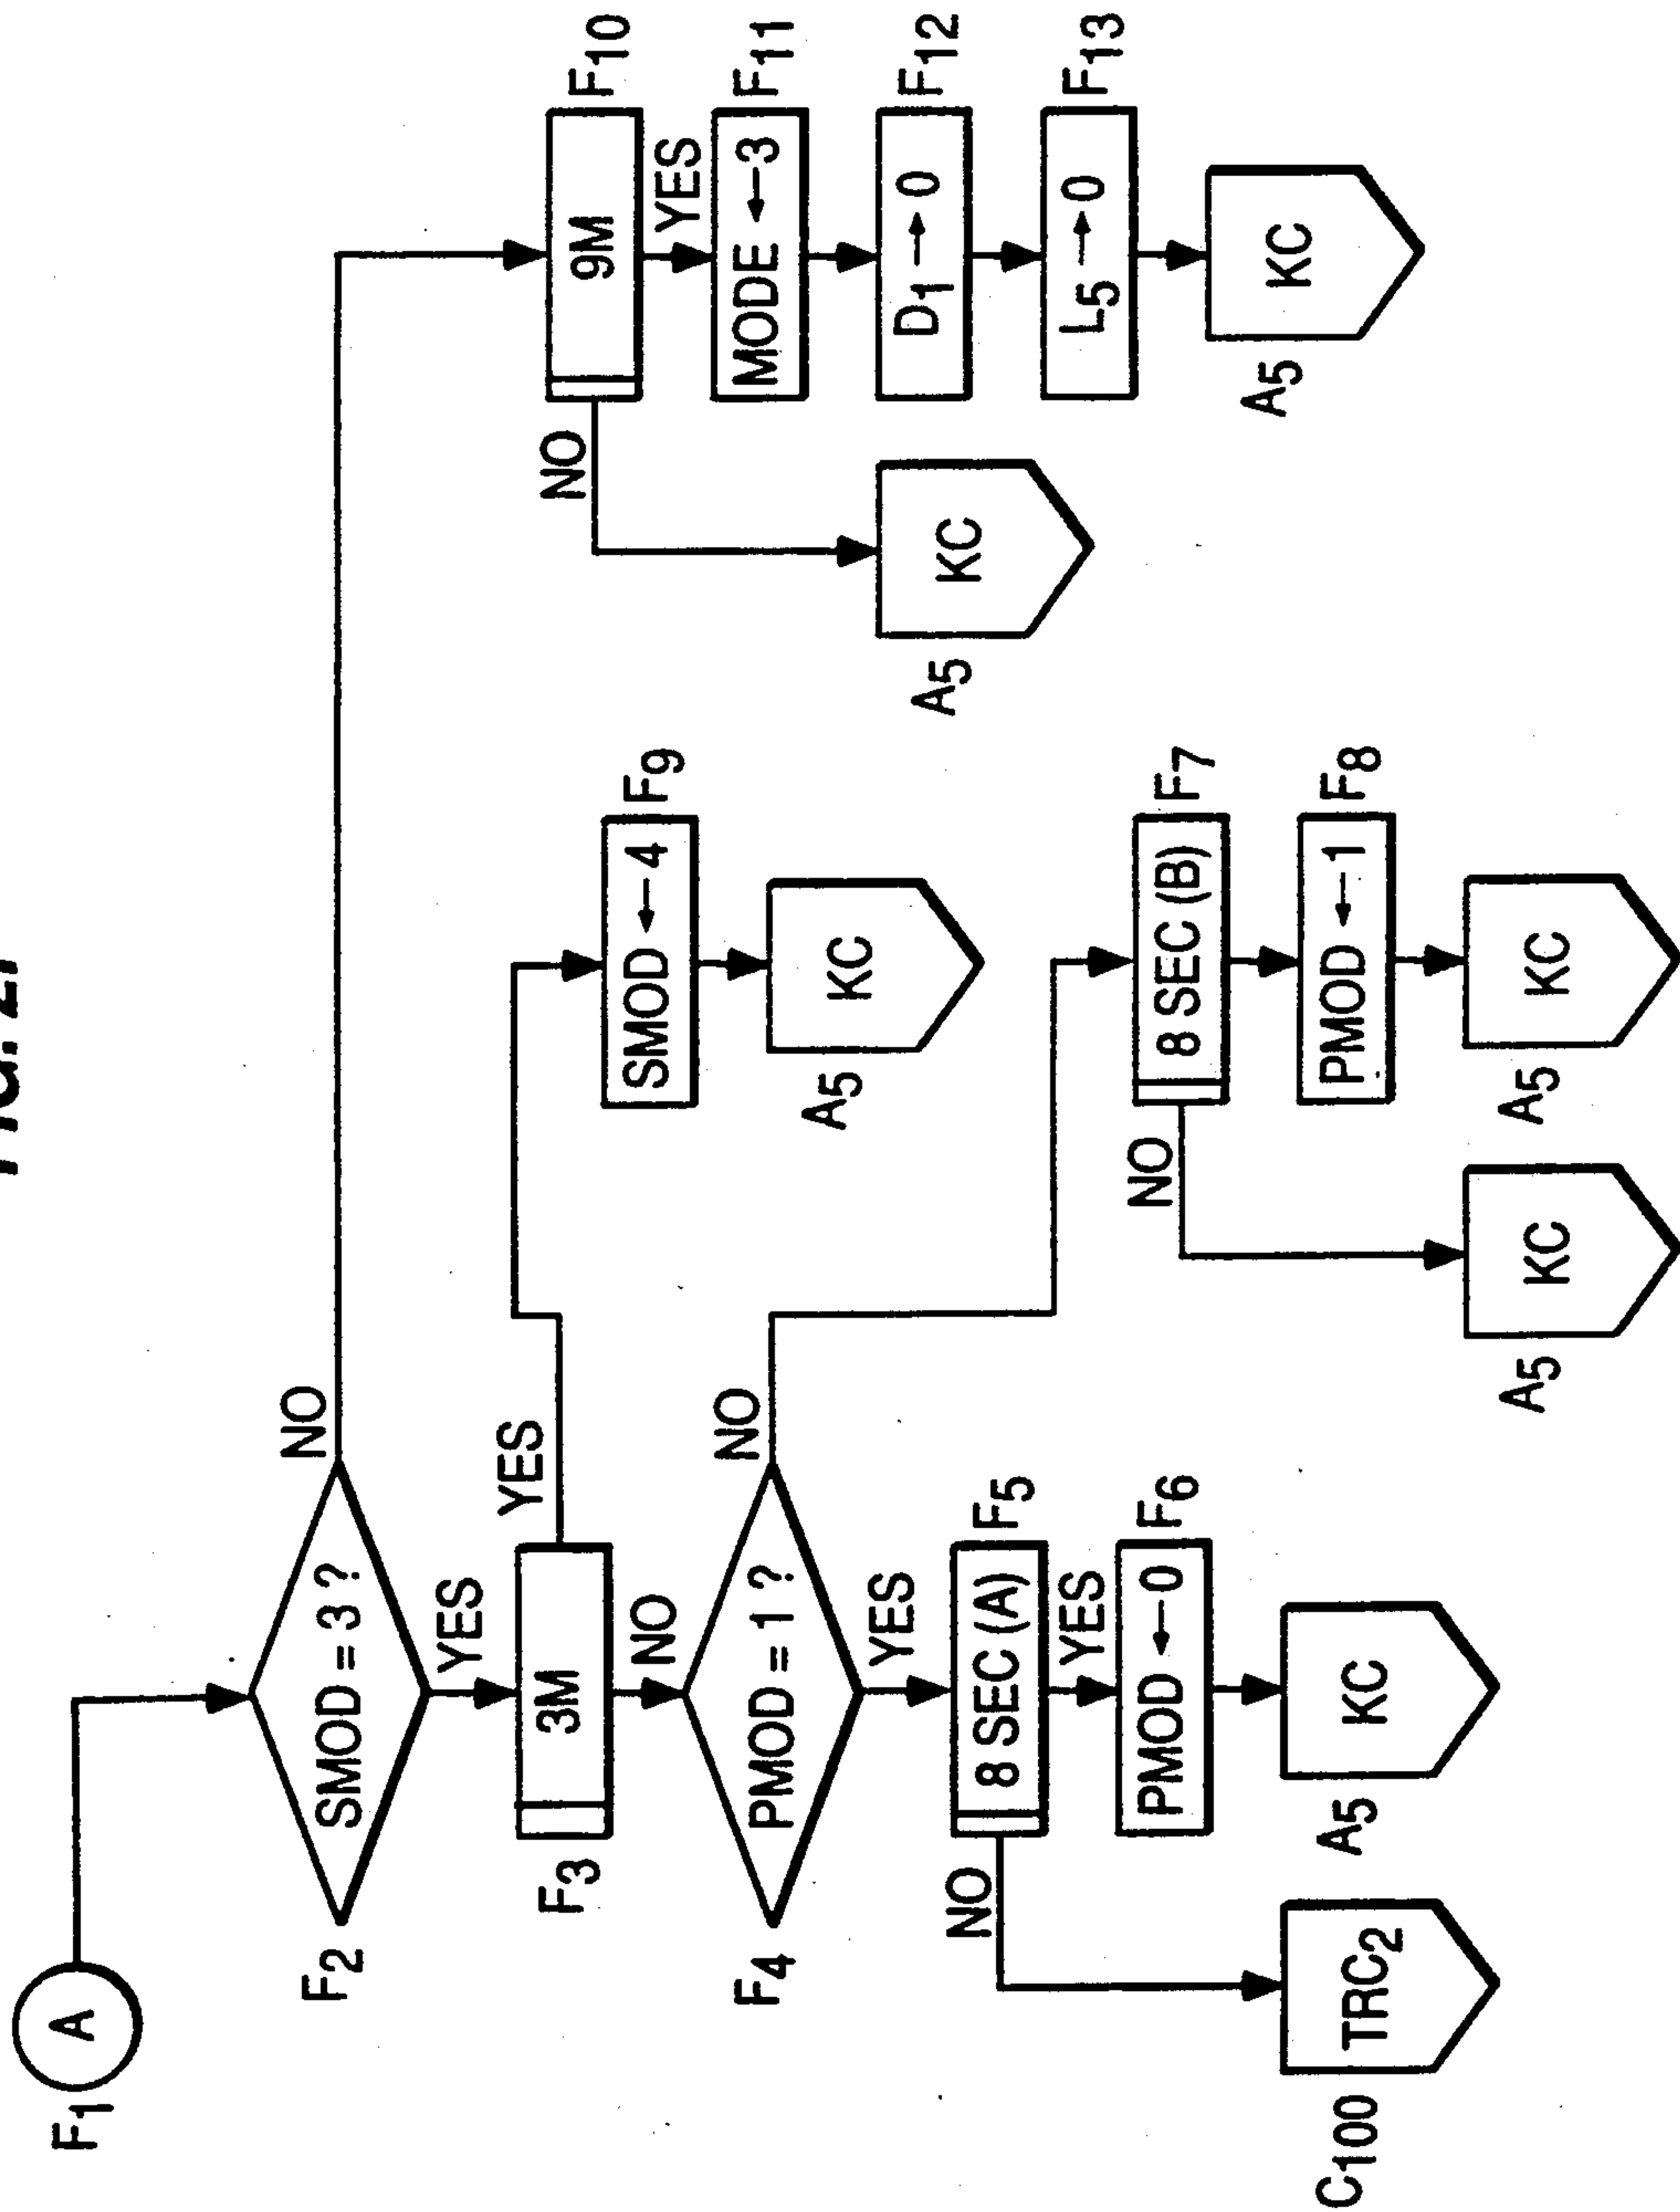 F1
A
F2
SMOD = 3 ?
NO
YES
F3
3M
YES
NO
F4
PMOD = 1 ?
NO
YES
8 SEC (A)
F5
NO
YES
PMOD ← 0
F6
C100
TRC2
A5
KC
SMOD ← 4
F9
A5
KC
8 SEC (B)
F7
NO
PMOD ← 1
F8
A5
KC
A5
KC
9M
F10
NO
YES
MODE ← 3
F11
D1 → 0
F12
L5 → 0
F13
A5
KC
A5
KC